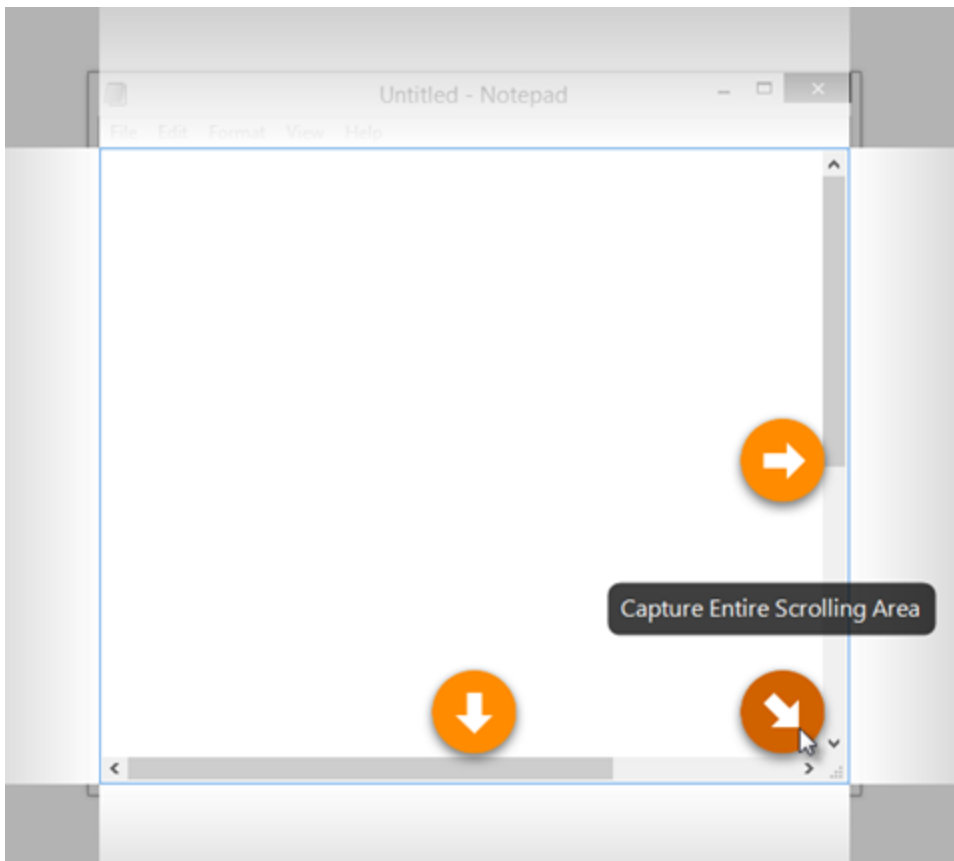 Untitled - Notepad
File Edit Format View Help
Capture Entire Scrolling Area